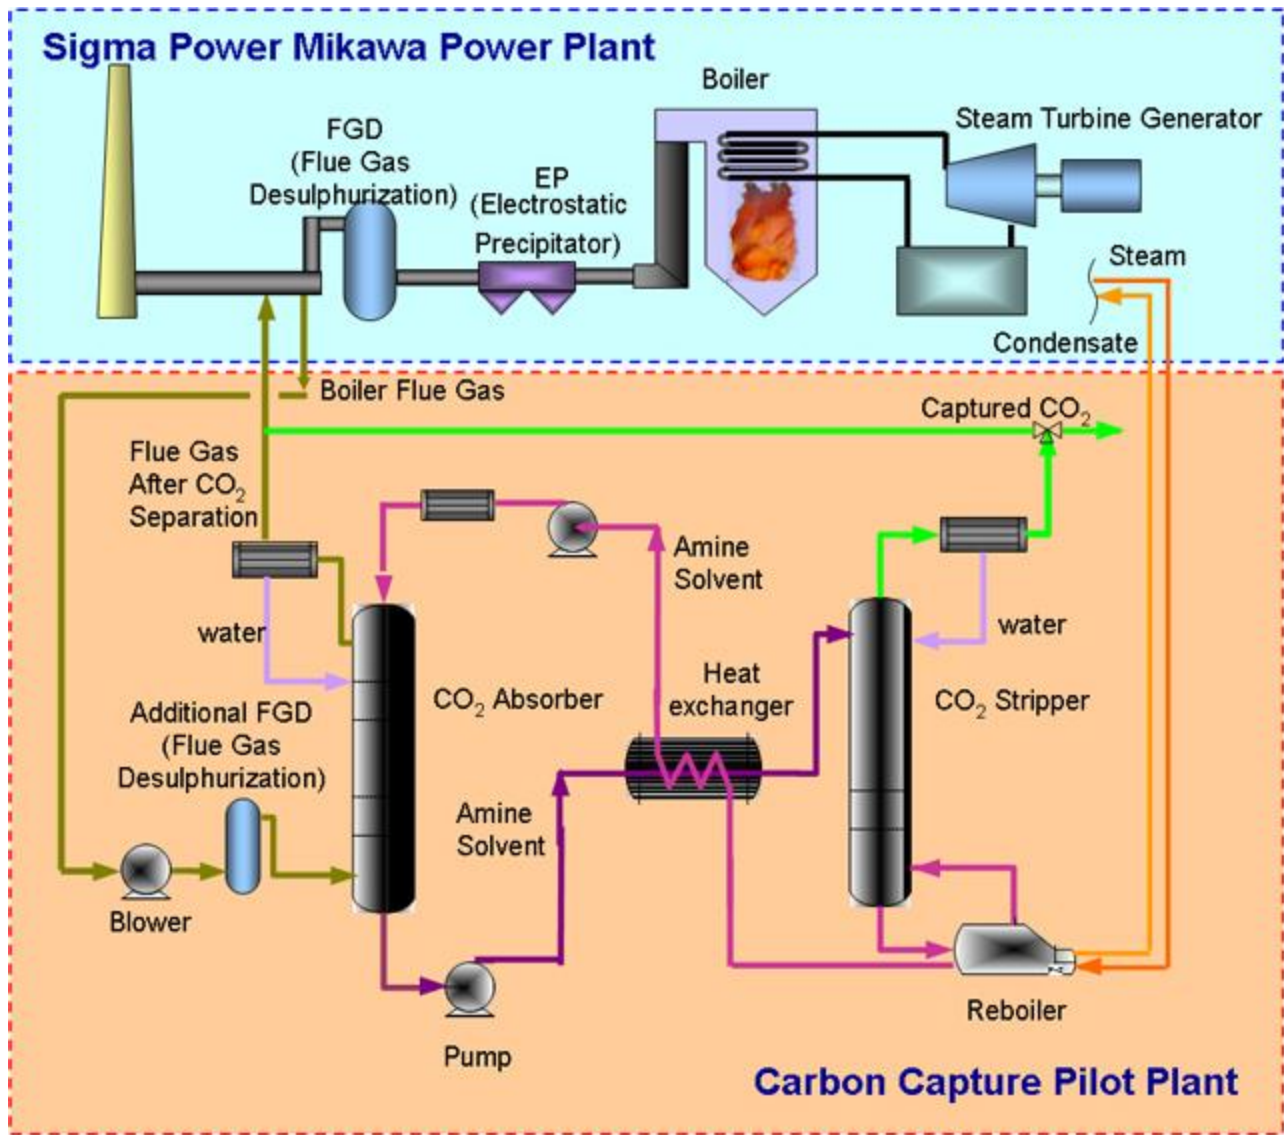 Sigma Power Mikawa Power Plant
Boiler
Steam Turbine Generator
FGD
(Flue Gas
Desulphurization)
EP
(Electrostatic
Precipitator)
Steam
Condensate
Boiler Flue Gas
Captured CO₂
Flue Gas
After CO₂
Separation
Amine
Solvent
water
water
Heat
exchanger
CO₂ Absorber
CO₂ Stripper
Additional FGD
(Flue Gas
Desulphurization)
Amine
Solvent
Blower
Reboiler
Pump
Carbon Capture Pilot Plant